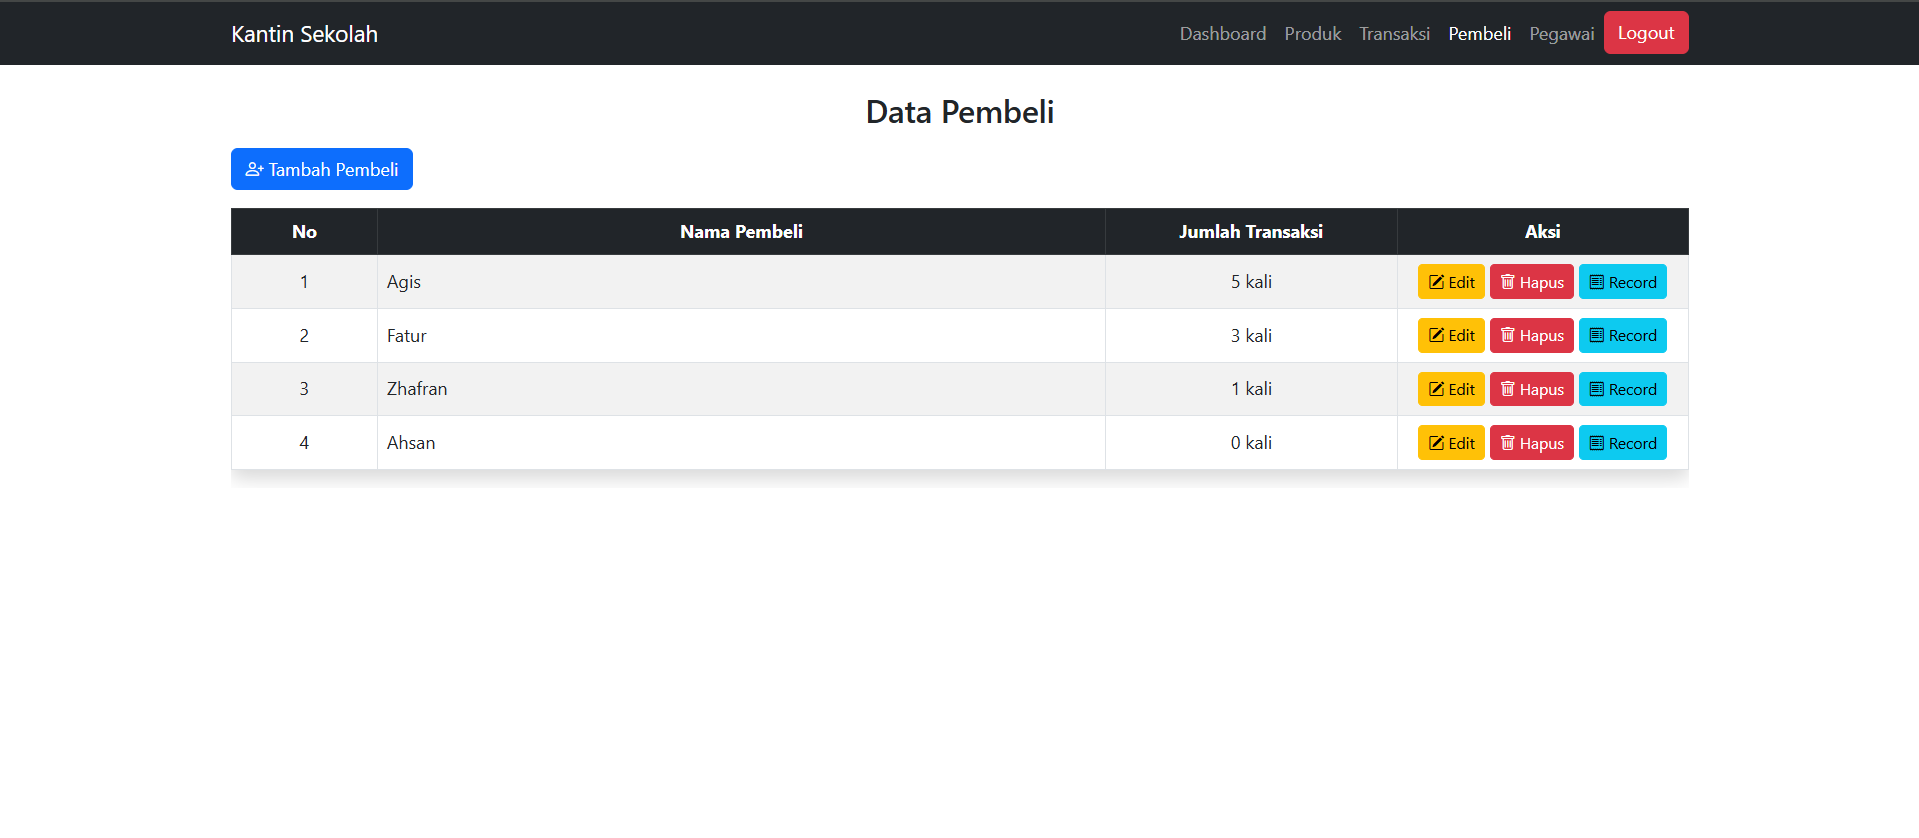 Kantin Sekolah Dashboard Produk Transaksi Pembeli Pegawai Logout
Data Pembeli
Tambah Pembeli
No Nama Pembeli Jumlah Transaksi Aksi
1 Agis 5 kali Edit Hapus Record
2 Fatur 3 kali Edit Hapus Record
3 Zhafran 1 kali Edit Hapus Record
4 Ahsan 0 kali Edit Hapus Record